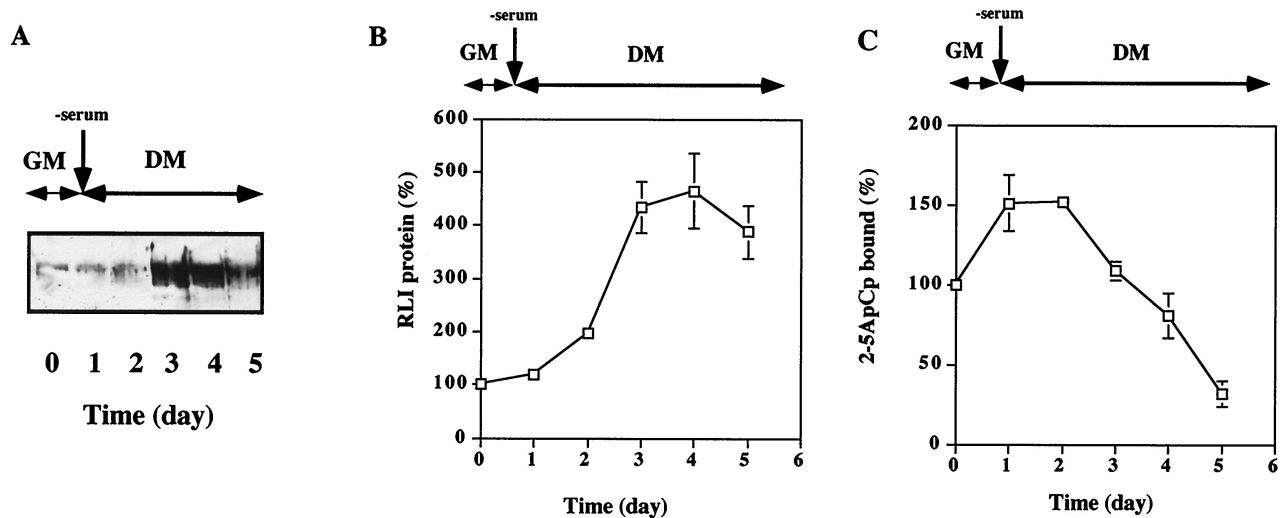 A
-serum
GM
DM
0 1 2 3 4 5
Time (day)
B
-serum
GM
DM
600
500
400
300
200
100
0
RLI protein (%)
0 1 2 3 4 5 6
Time (day)
C
-serum
GM
DM
200
150
100
50
0
2-5ApCp bound (%)
0 1 2 3 4 5 6
Time (day)